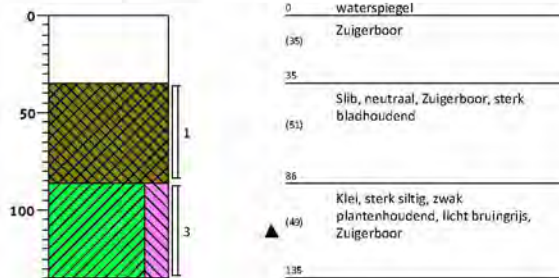 0
50
100
1
3
0 waterspiegel
(35) Zuigerboor
35
(51) Slib, neutraal, Zuigerboor, sterk
bladhoudend
86
(49) Klei, sterk siltig, zwak
plantenhoudend, licht bruingrijs,
Zuigerboor
135